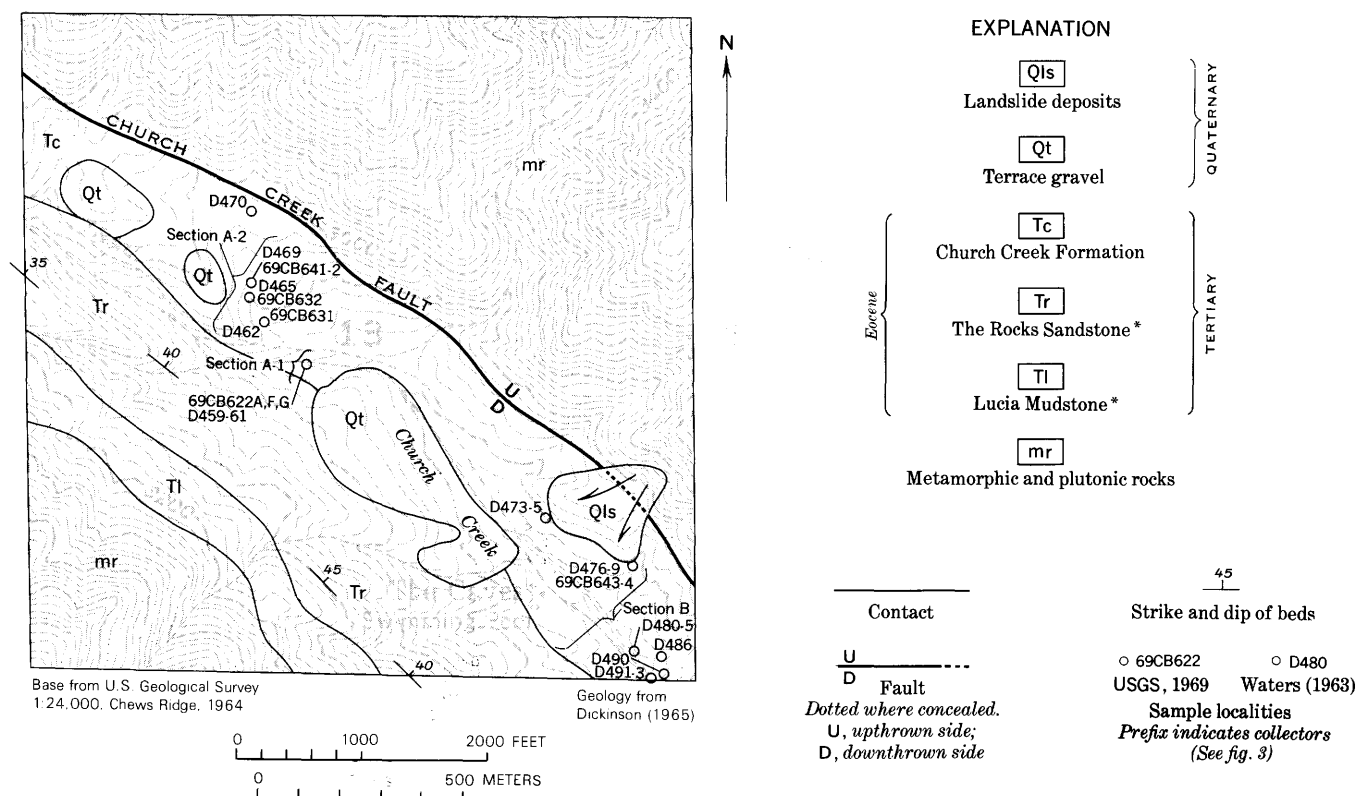 Tc
CHURCH
CREEK
FAULT
mr
Qt
D470
Section A-2
D469
69CB641-2
Qt
D465
69CB632
69CB631
D462
35
Tr
13
40
Section A-1
69CB622A,F,G
D459-61
U
D
Qt
Church
Creek
Tl
D473-5
Qls
mr
45
Tr
D476-9
69CB643-4
Section B
D480-5
D486
D490
D491-3
40
Base from U.S. Geological Survey
1:24,000, Chews Ridge, 1964
Geology from
Dickinson (1965)
0 1000 2000 FEET
0 500 METERS
N
EXPLANATION
Qls
Landslide deposits
Qt
Terrace gravel
QUATERNARY
Tc
Church Creek Formation
Tr
The Rocks Sandstone*
Tl
Lucia Mudstone*
Eocene
TERTIARY
mr
Metamorphic and plutonic rocks
Contact
U
D
Fault
Dotted where concealed.
U, upthrown side;
D, downthrown side
45
Strike and dip of beds
69CB622 D480
USGS, 1969 Waters (1963)
Sample localities
Prefix indicates collectors
(See fig. 3)